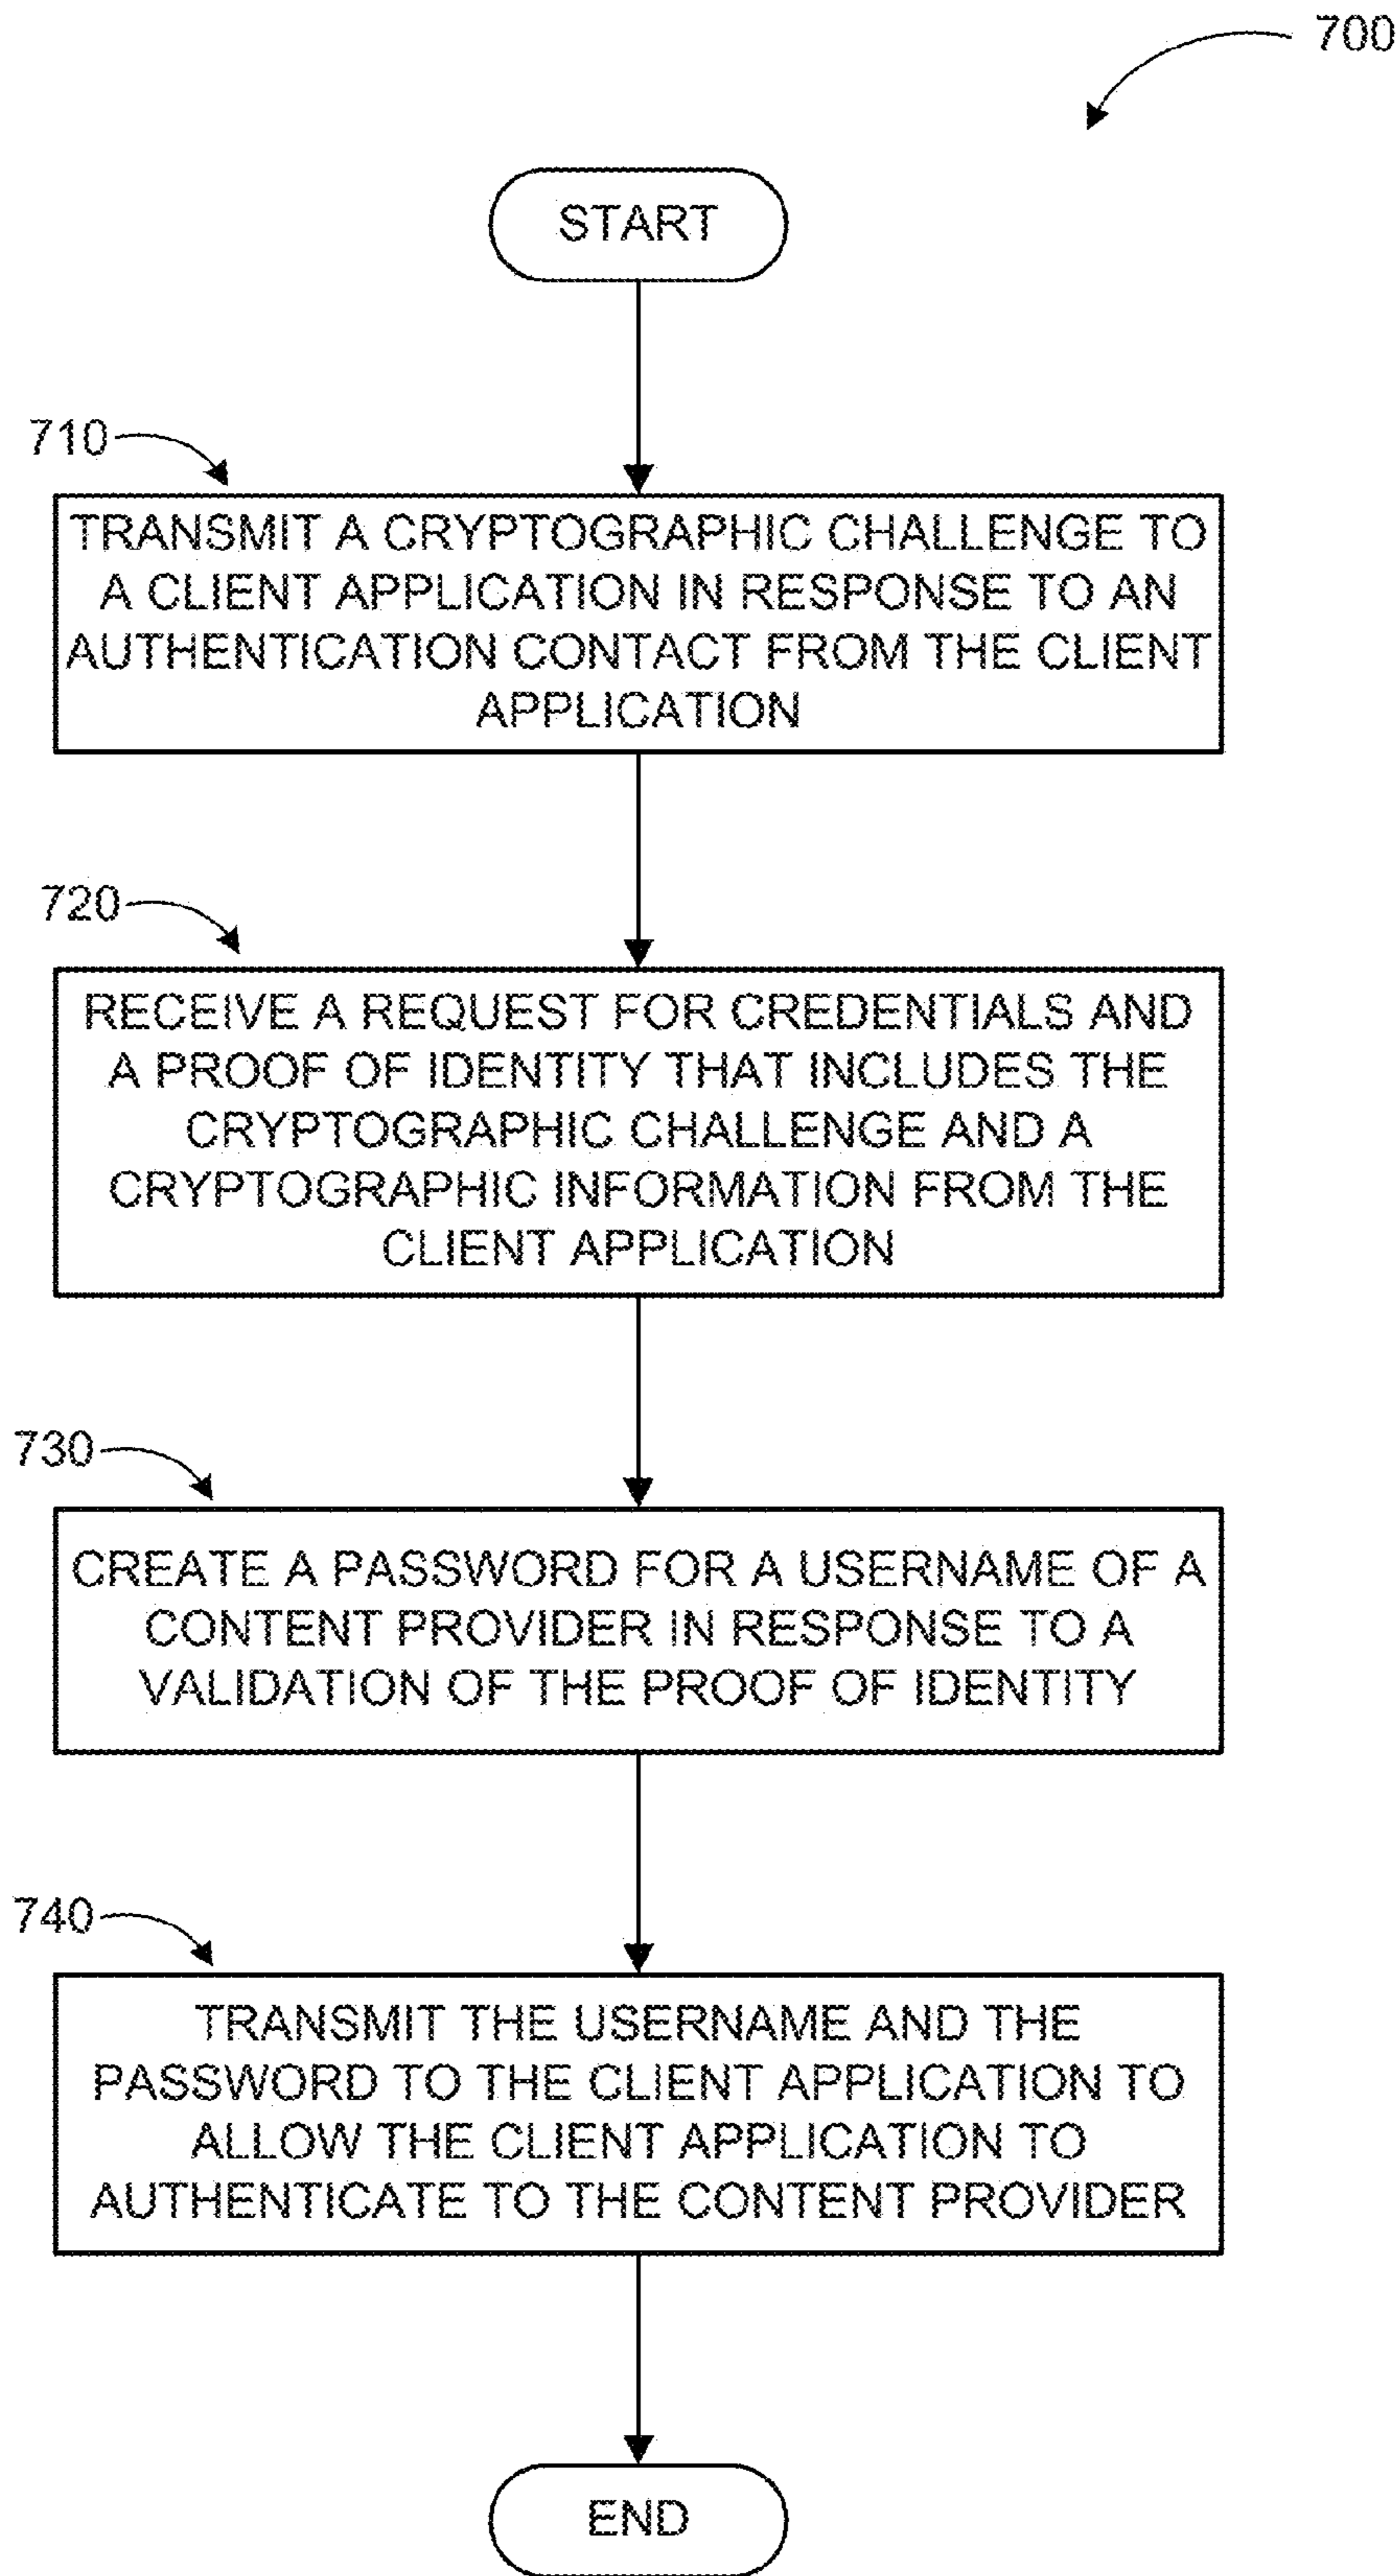 700
START
710
TRANSMIT A CRYPTOGRAPHIC CHALLENGE TO
A CLIENT APPLICATION IN RESPONSE TO AN
AUTHENTICATION CONTACT FROM THE CLIENT
APPLICATION
720
RECEIVE A REQUEST FOR CREDENTIALS AND
A PROOF OF IDENTITY THAT INCLUDES THE
CRYPTOGRAPHIC CHALLENGE AND A
CRYPTOGRAPHIC INFORMATION FROM THE
CLIENT APPLICATION
730
CREATE A PASSWORD FOR A USERNAME OF A
CONTENT PROVIDER IN RESPONSE TO A
VALIDATION OF THE PROOF OF IDENTITY
740
TRANSMIT THE USERNAME AND THE
PASSWORD TO THE CLIENT APPLICATION TO
ALLOW THE CLIENT APPLICATION TO
AUTHENTICATE TO THE CONTENT PROVIDER
END